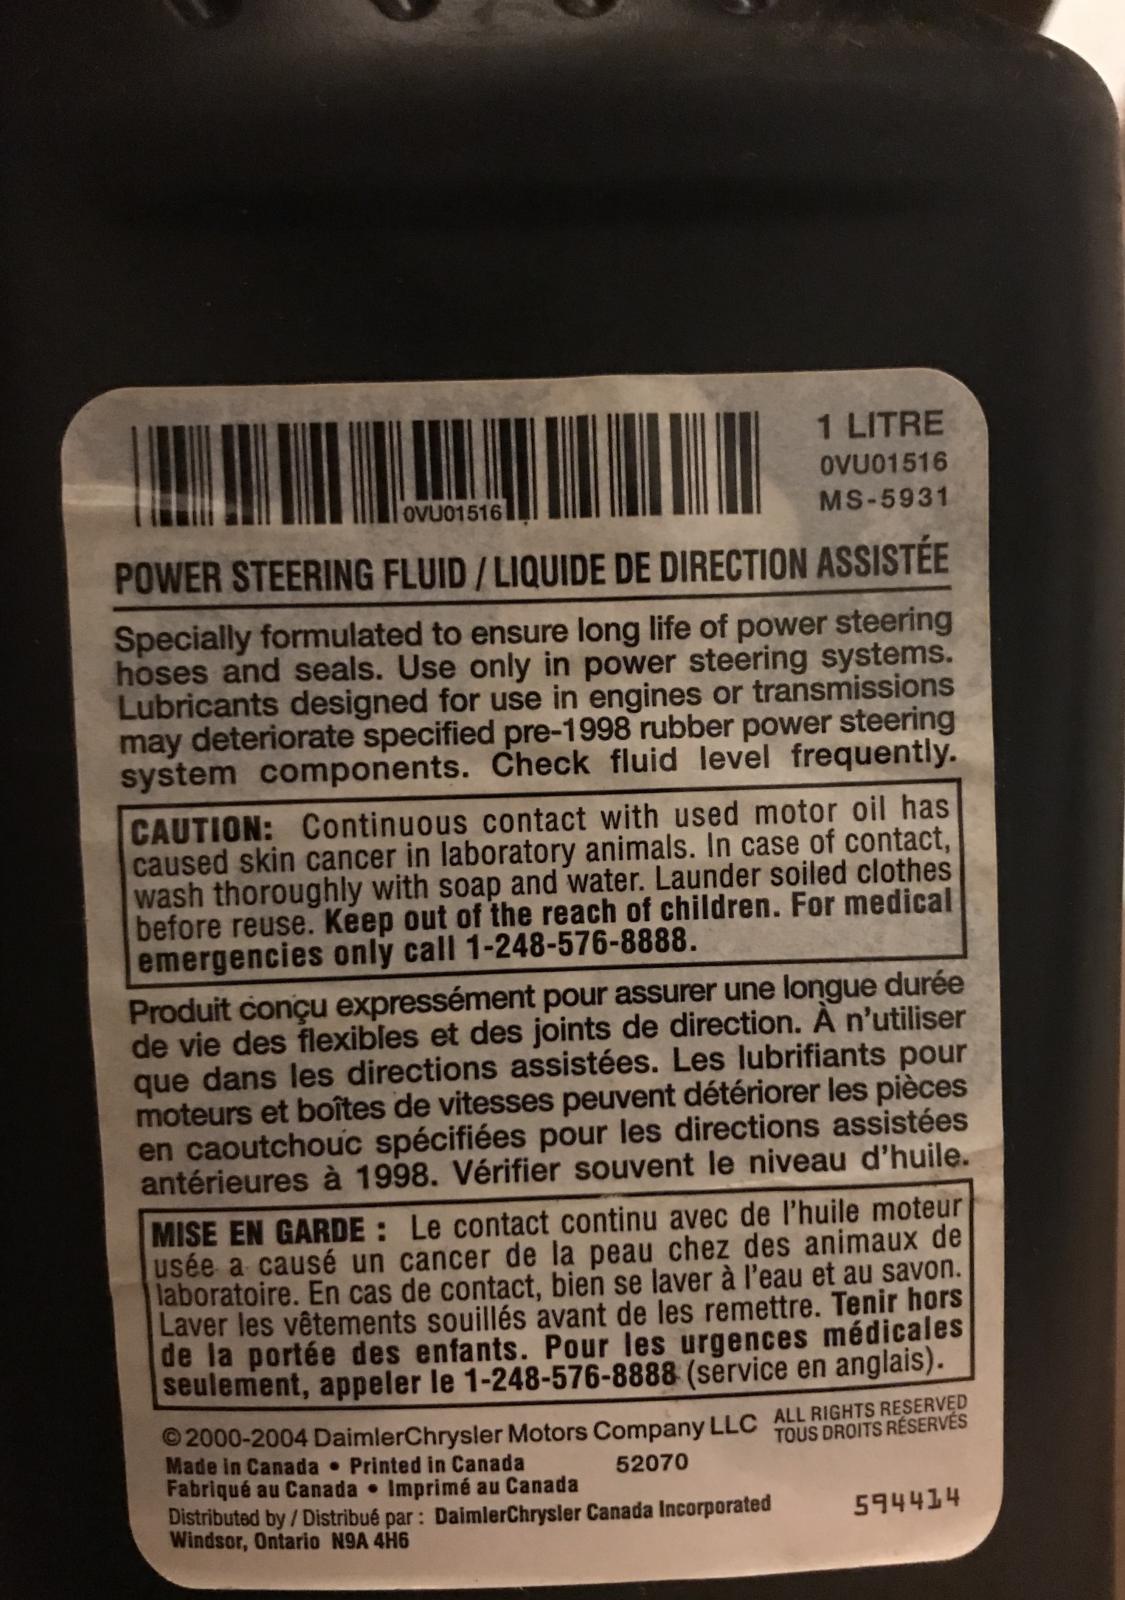 1 LITRE
0VU01516
MS-5931
0VU01516
POWER STEERING FLUID / LIQUIDE DE DIRECTION ASSISTÉE
Specially formulated to ensure long life of power steering
hoses and seals. Use only in power steering systems.
Lubricants designed for use in engines or transmissions
may deteriorate specified pre-1998 rubber power steering
system components. Check fluid level frequently.
CAUTION: Continuous contact with used motor oil has
caused skin cancer in laboratory animals. In case of contact,
wash thoroughly with soap and water. Launder soiled clothes
before reuse. Keep out of the reach of children. For medical
emergencies only call 1-248-576-8888.
Produit conçu expressément pour assurer une longue durée
de vie des flexibles et des joints de direction. À n'utiliser
que dans les directions assistées. Les lubrifiants pour
moteurs et boîtes de vitesses peuvent détériorer les pièces
en caoutchouc spécifiées pour les directions assistées
antérieures à 1998. Vérifier souvent le niveau d'huile.
MISE EN GARDE : Le contact continu avec de l'huile moteur
usée a causé un cancer de la peau chez des animaux de
laboratoire. En cas de contact, bien se laver à l'eau et au savon.
Laver les vêtements souillés avant de les remettre. Tenir hors
de la portée des enfants. Pour les urgences médicales
seulement, appeler le 1-248-576-8888 (service en anglais).
©2000-2004 DaimlerChrysler Motors Company LLC ALL RIGHTS RESERVED
TOUS DROITS RÉSERVÉS
Made in Canada • Printed in Canada 52070
Fabriqué au Canada • Imprimé au Canada
Distributed by / Distribué par : DaimlerChrysler Canada Incorporated
Windsor, Ontario N9A 4H6
594414